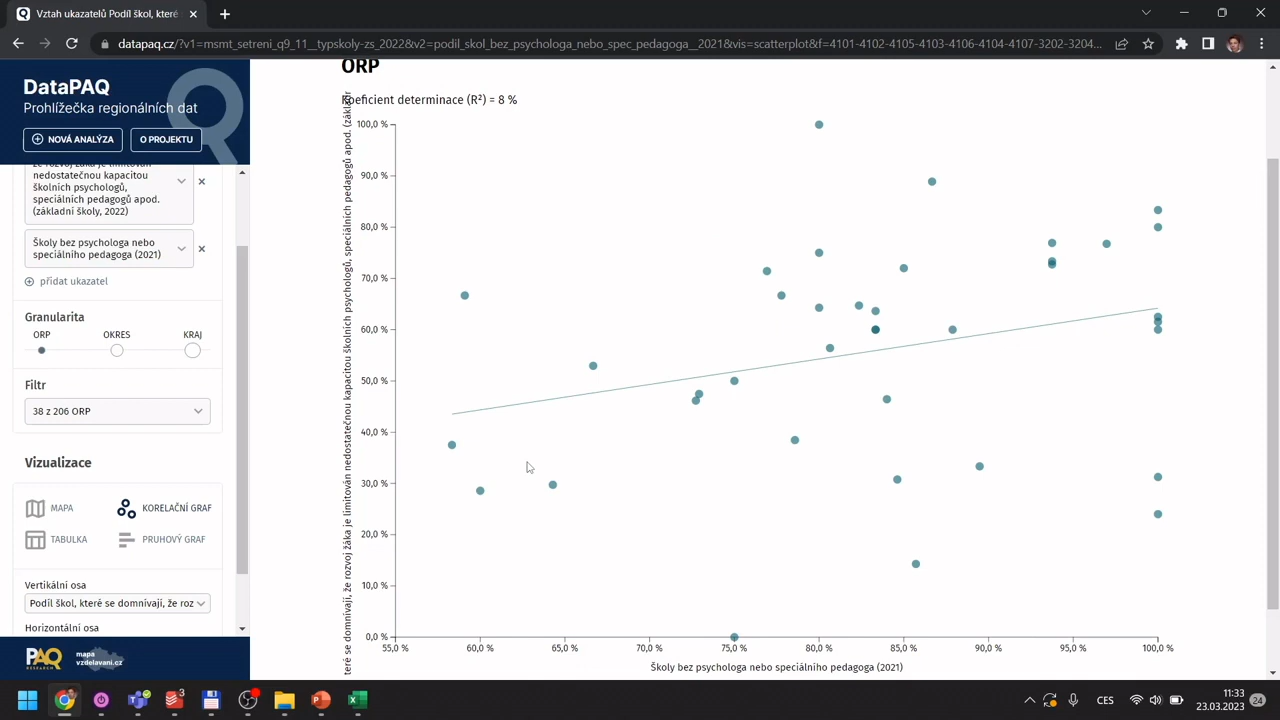 Vztah ukazatelů Podíl škol, které
datapaq.cz/?v1=msmt_setreni_q9_11__typskoly-zs_2022&v2=podil_skol_bez_psychologa_nebo_spec_pedagoga__2021&vis=scatterplot&f=4101-4102-4105-4103-4106-4104-4107-3202-3204...
DataPAQ
Prohlížečka regionálních dat
NOVÁ ANALÝZA
O PROJEKTU
že rozvoj žáka je limitován
nedostatečnou kapacitou
školních psychologů,
speciálních pedagogů apod.
(základní školy, 2022)
Školy bez psychologa nebo
speciálního pedagoga (2021)
přidat ukazatel
Granularita
ORP
OKRES
KRAJ
Filtr
38 z 206 ORP
Vizualizace
MAPA
KORELAČNÍ GRAF
TABULKA
PRUHOVÝ GRAF
Vertikální osa
Podíl škol, které se domnívají, že roz
Horizontální osa
PAQ
RESEARCH
mapa
vzdelavani.cz
ORP
Koeficient determinace (R²) = 8 %
teré se domnívají, že rozvoj žáka je limitován nedostatečnou kapacitou školních psychologů, speciálních pedagogů apod. (základr
100,0 %
90,0 %
80,0 %
70,0 %
60,0 %
50,0 %
40,0 %
30,0 %
20,0 %
10,0 %
0,0 %
55,0 %
60,0 %
65,0 %
70,0 %
75,0 %
80,0 %
85,0 %
90,0 %
95,0 %
100,0 %
Školy bez psychologa nebo speciálního pedagoga (2021)
3
CES
11:33
23.03.2023
24